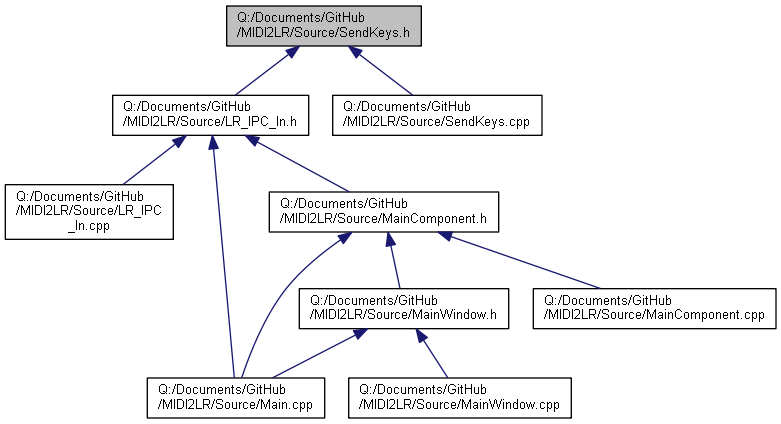 Q:/Documents/GitHub
/MIDI2LR/Source/SendKeys.h
Q:/Documents/GitHub
/MIDI2LR/Source/LR_IPC_In.h
Q:/Documents/GitHub
/MIDI2LR/Source/SendKeys.cpp
Q:/Documents/GitHub
/MIDI2LR/Source/LR_IPC
_In.cpp
Q:/Documents/GitHub
/MIDI2LR/Source/MainComponent.h
Q:/Documents/GitHub
/MIDI2LR/Source/MainWindow.h
Q:/Documents/GitHub
/MIDI2LR/Source/MainComponent.cpp
Q:/Documents/GitHub
/MIDI2LR/Source/Main.cpp
Q:/Documents/GitHub
/MIDI2LR/Source/MainWindow.cpp